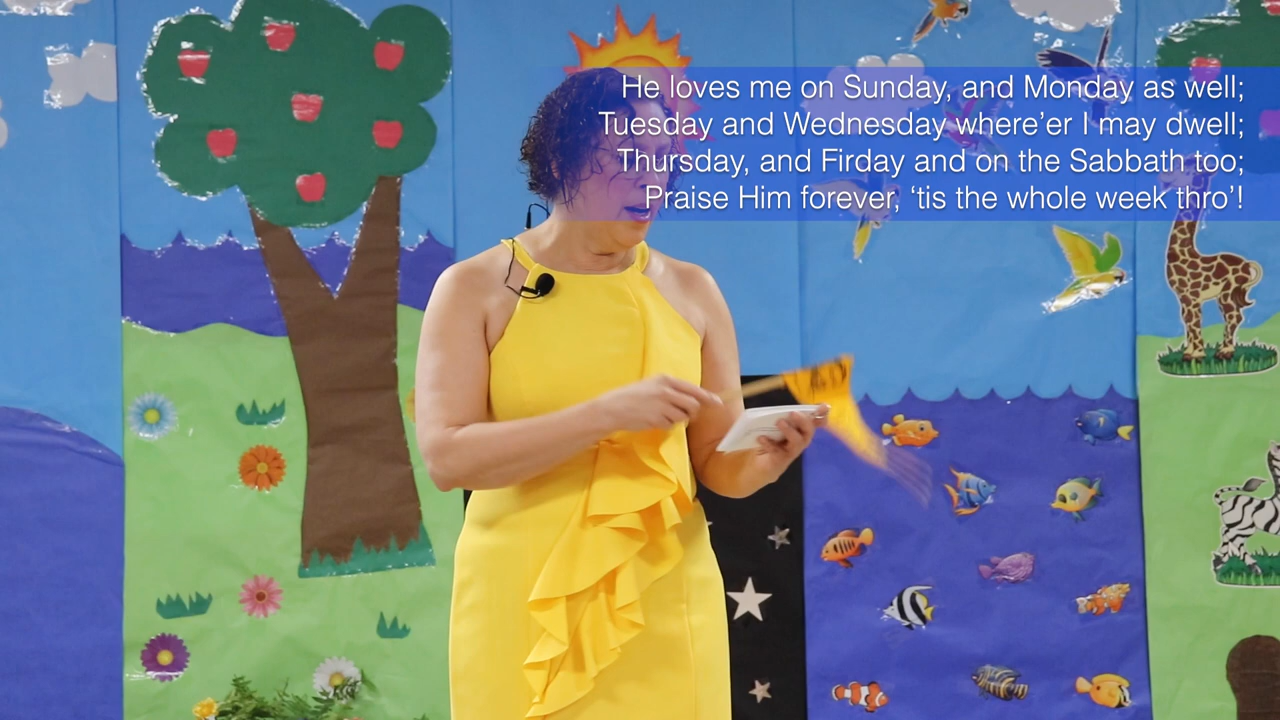 He loves me on Sunday, and Monday as well;
Tuesday and Wednesday where’er I may dwell;
Thursday, and Firday and on the Sabbath too;
Praise Him forever, ‘tis the whole week thro’!